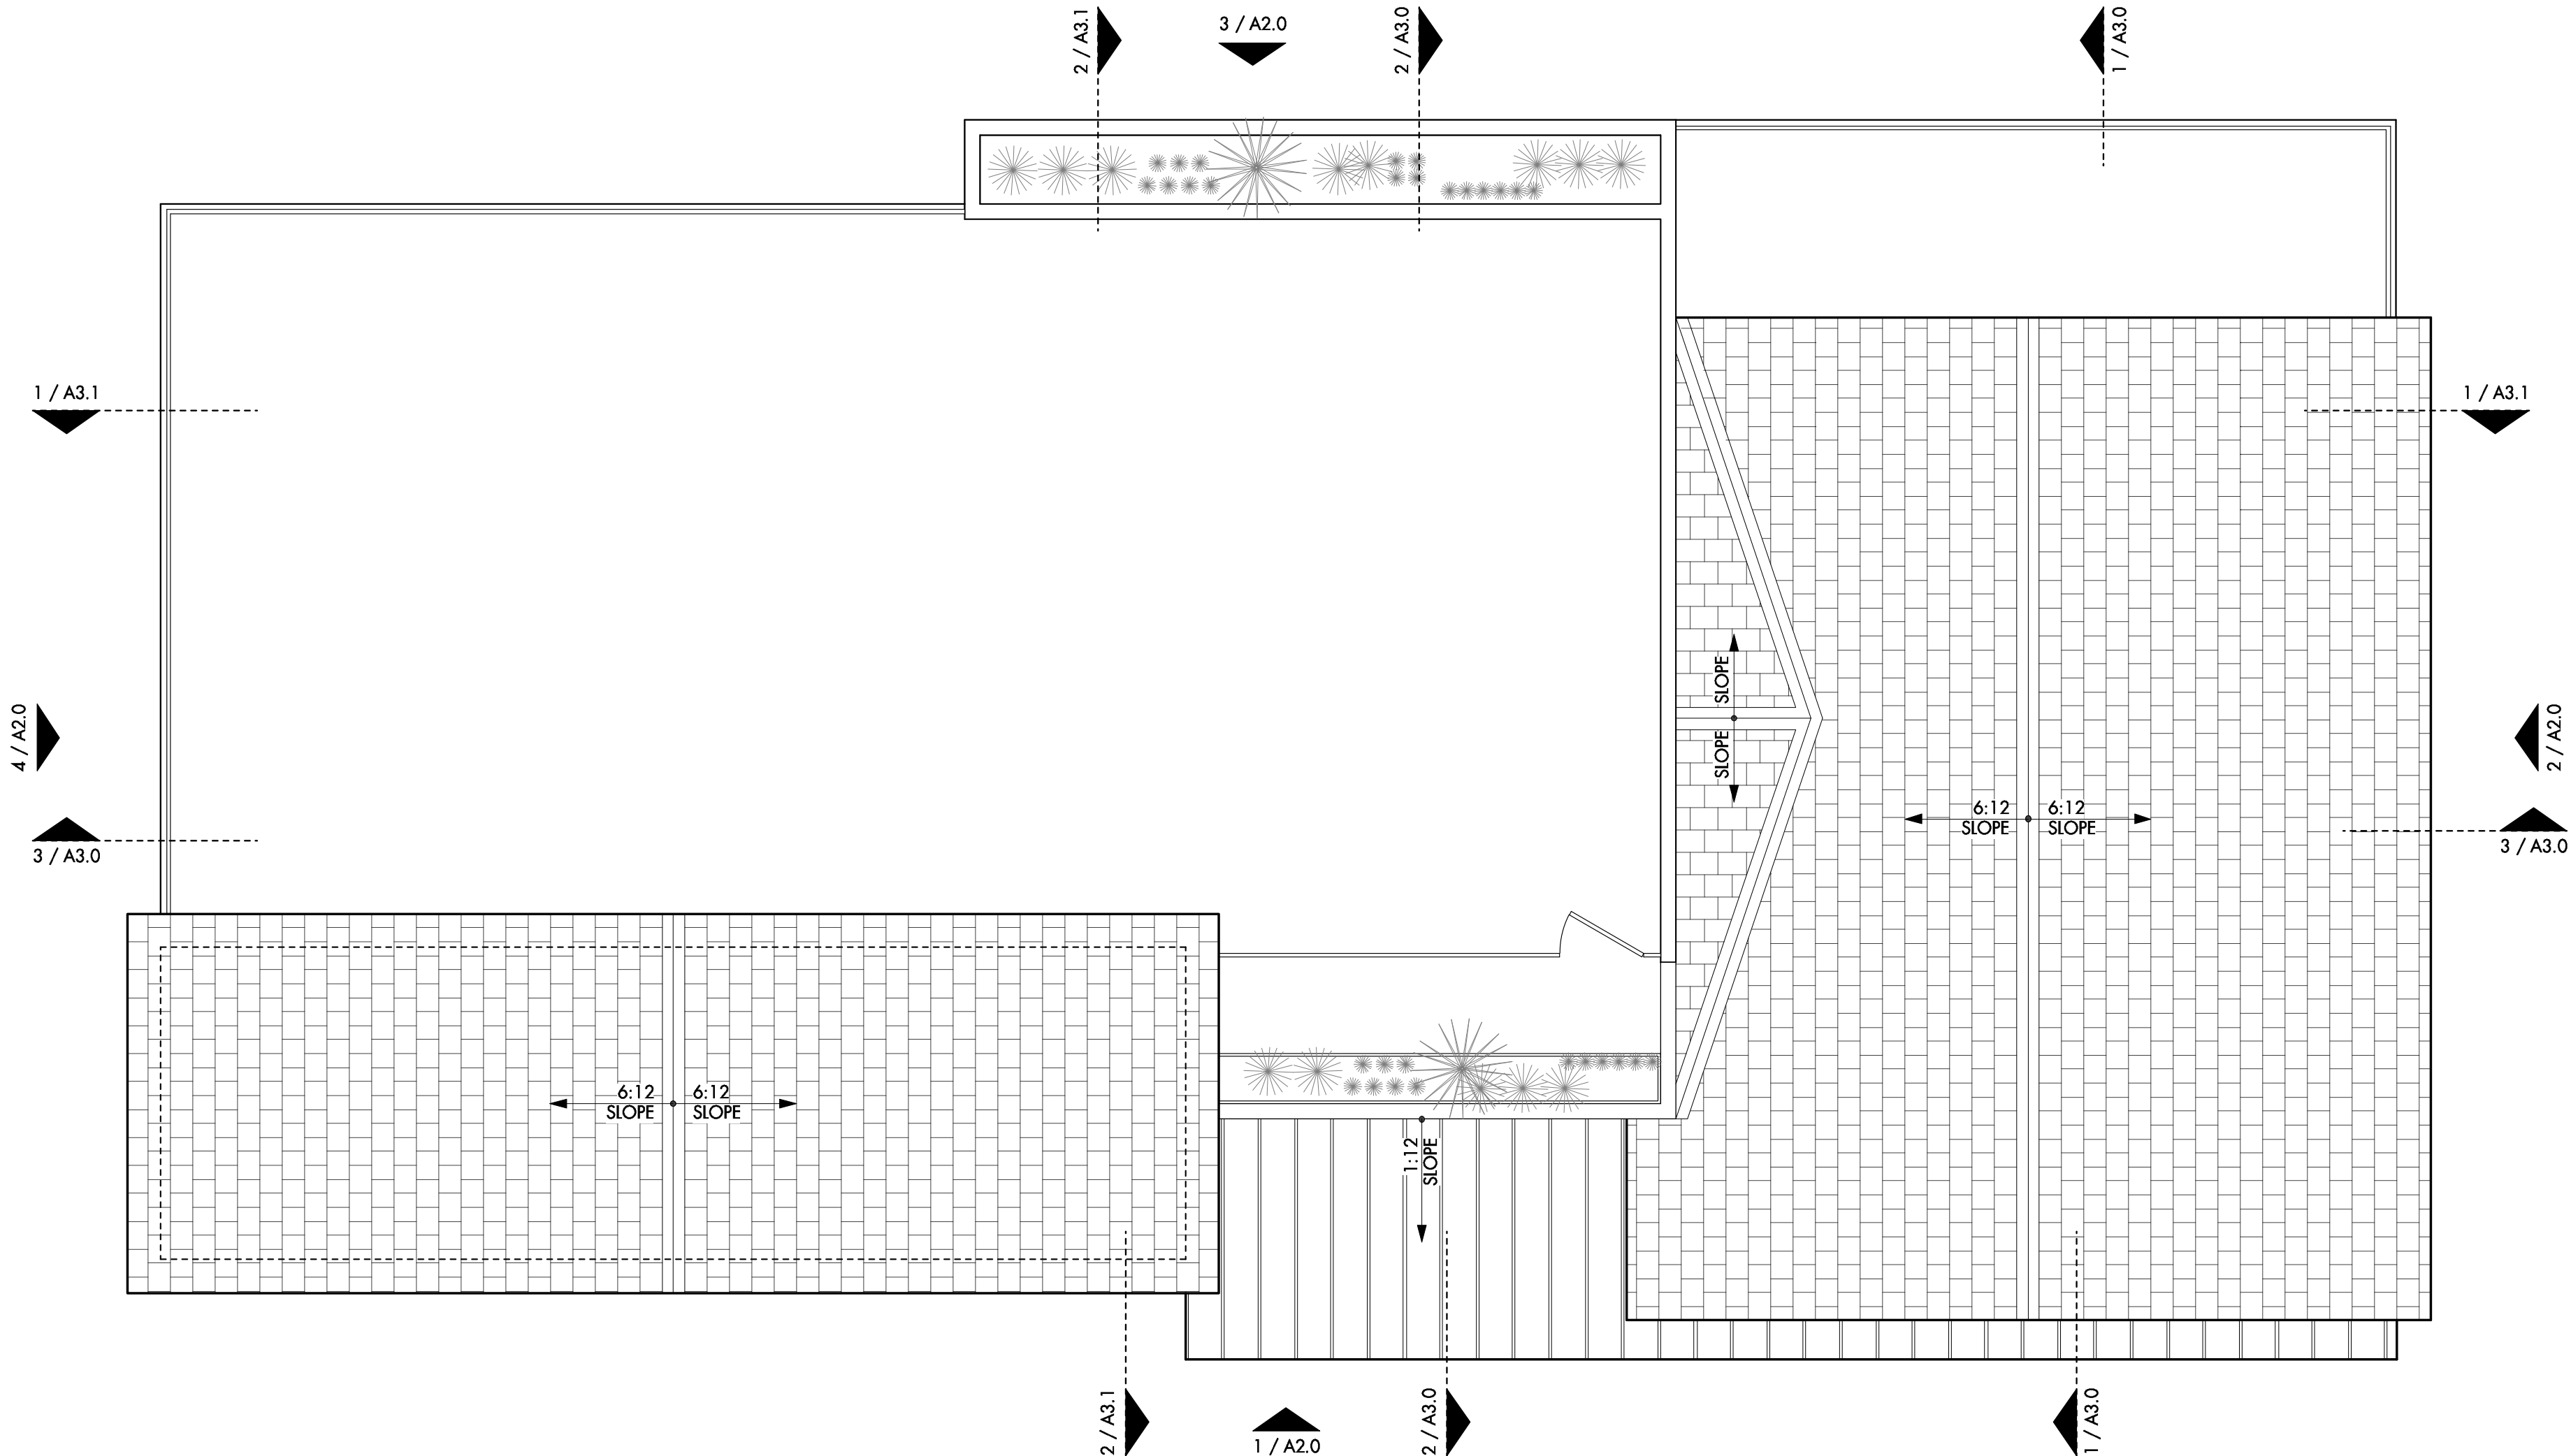 2 / A3.1
3 / A2.0
2 / A3.0
1 / A3.0
1 / A3.1
1 / A3.1
SLOPE
SLOPE
4 / A2.0
2 / A2.0
6:12
SLOPE
6:12
SLOPE
3 / A3.0
3 / A3.0
6:12
SLOPE
6:12
SLOPE
1:12
SLOPE
2 / A3.1
1 / A2.0
2 / A3.0
1 / A3.0